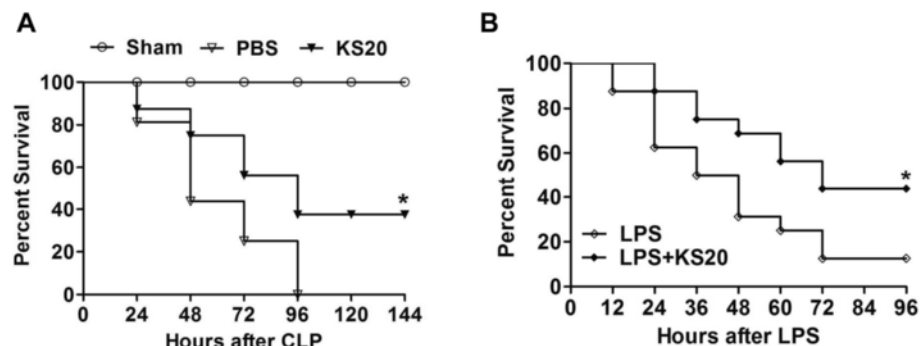 A
Sham PBS KS20
Percent Survival
100
80
60
40
20
0
0 24 48 72 96 120 144
*
Hours after CLP
B
Percent Survival
100
80
60
40
20
0
0 12 24 36 48 60 72 84 96
*
LPS
LPS+KS20
Hours after LPS